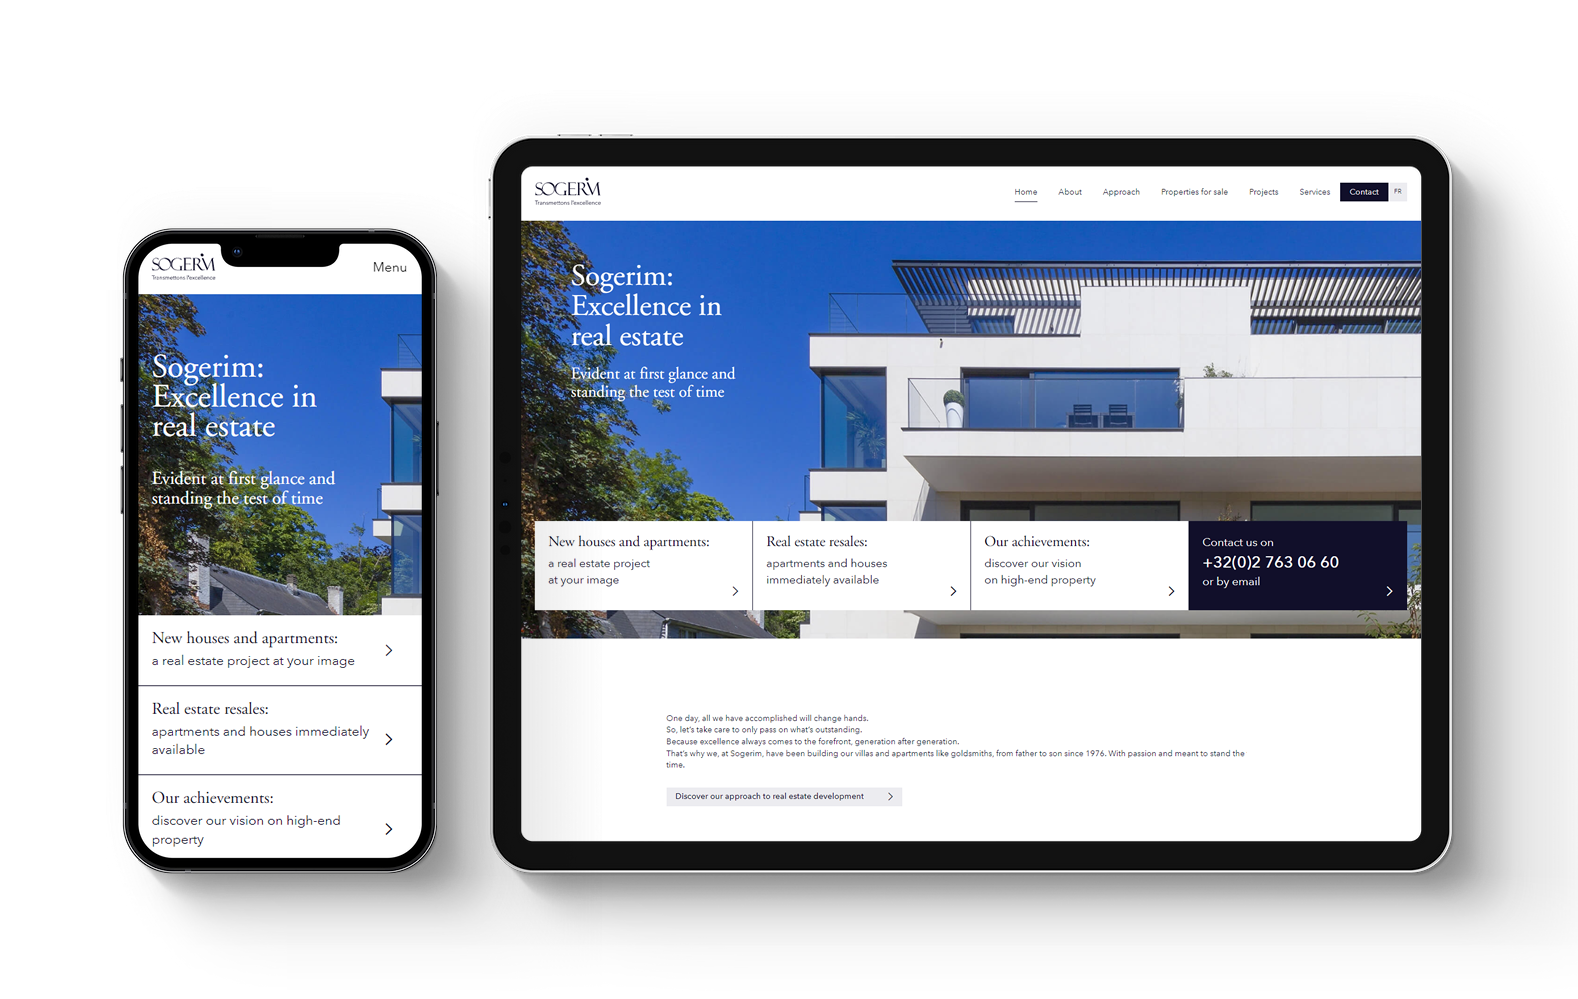 SOGERIM
Transmettons l'excellence
Menu
Sogerim:
Excellence in
real estate
Evident at first glance and
standing the test of time
New houses and apartments:
a real estate project at your image
Real estate resales:
apartments and houses immediately
available
Our achievements:
discover our vision on high-end
property
SOGERIM
Transmettons l'excellence
Home About Approach Properties for sale Projects Services Contact FR
Sogerim:
Excellence in
real estate
Evident at first glance and
standing the test of time
New houses and apartments:
a real estate project
at your image
Real estate resales:
apartments and houses
immediately available
Our achievements:
discover our vision
on high-end property
Contact us on
+32(0)2 763 06 60
or by email
One day, all we have accomplished will change hands.
So, let's take care to only pass on what's outstanding.
Because excellence always comes to the forefront, generation after generation.
That's why we, at Sogerim, have been building our villas and apartments like goldsmiths, from father to son since 1976. With passion and meant to stand the
time.
Discover our approach to real estate development